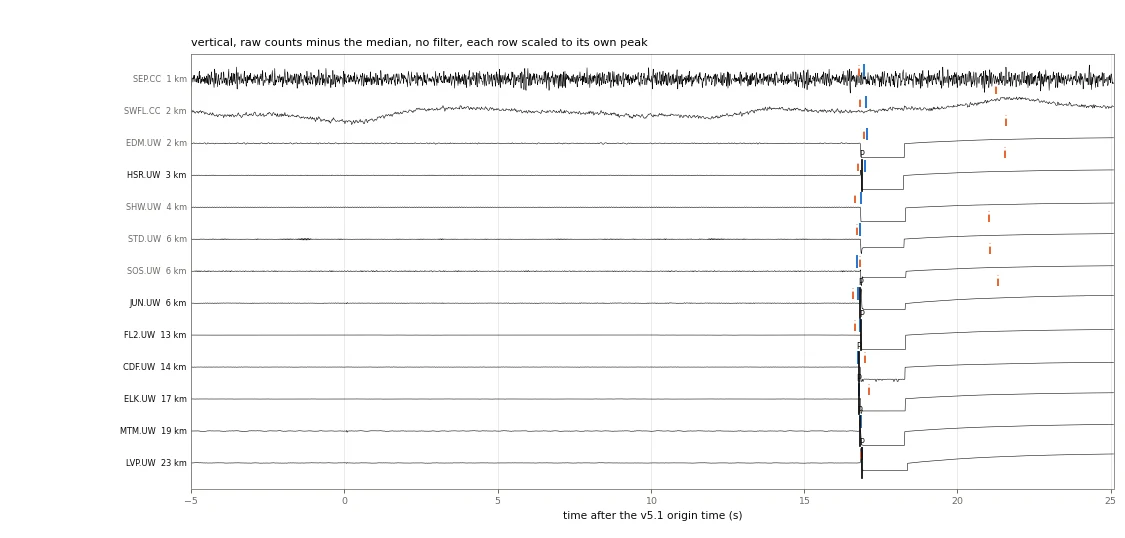 vertical, raw counts minus the median, no filter, each row scaled to its own peak
SEP.CC 1 km
SWFL.CC 2 km
EDM.UW 2 km
p
HSR.UW 3 km
SHW.UW 4 km
STD.UW 6 km
SOS.UW 6 km
p
JUN.UW 6 km
p
FL2.UW 13 km
p
CDF.UW 14 km
p
ELK.UW 17 km
p
MTM.UW 19 km
p
LVP.UW 23 km
−5 0 5 10 15 20 25
time after the v5.1 origin time (s)